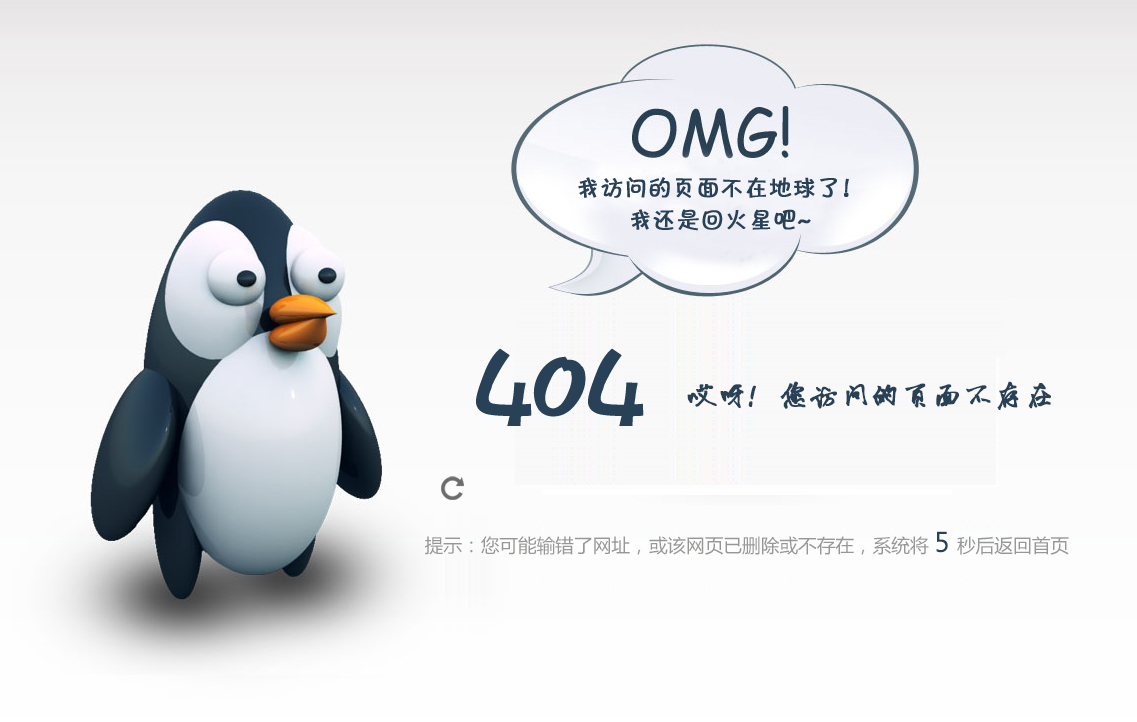 OMG!
我访问的页面不在地球了!
我还是回火星吧~
404 哎呀! 您访问的页面不存在
提示：您可能输错了网址，或该网页已删除或不存在，系统将 5 秒后返回首页